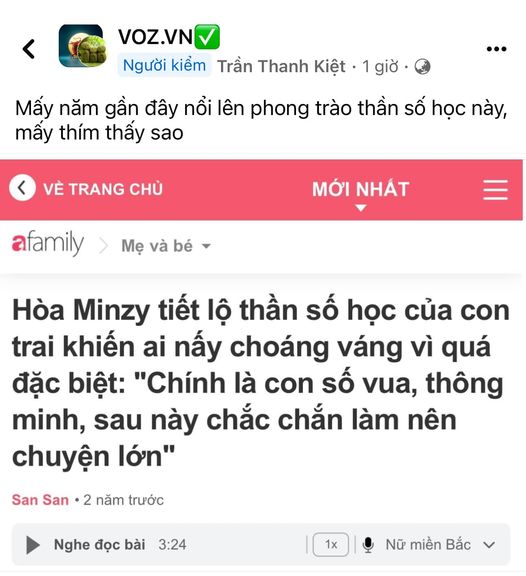 VOZ.VN✅
Người kiểm Trần Thanh Kiệt · 1 giờ ·
Mấy năm gần đây nổi lên phong trào thần số học này,
mấy thím thấy sao
VỀ TRANG CHỦ MỚI NHẤT
afamily Mẹ và bé
Hòa Minzy tiết lộ thần số học của con
trai khiến ai nấy choáng váng vì quá
đặc biệt: "Chính là con số vua, thông
minh, sau này chắc chắn làm nên
chuyện lớn"
San San • 2 năm trước
Nghe đọc bài 3:24 1x Nữ miền Bắc